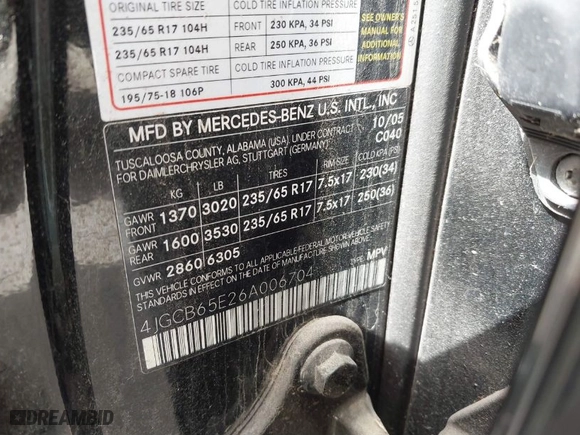 ORIGINAL TIRE SIZE COLD TIRE INFLATION PRESSURE
235/65 R17 104H FRONT 230 KPA, 34 PSI
235/65 R17 104H REAR 250 KPA, 36 PSI
COMPACT SPARE TIRE COLD TIRE INFLATION PRESSURE
195/75-18 106P 300 KPA, 44 PSI
SEE OWNER'S
MANUAL FOR
ADDITIONAL
INFORMATION
MFD BY MERCEDES-BENZ U.S. INTL., INC
TUSCALOOSA COUNTY, ALABAMA (USA), UNDER CONTRACT 10/05
FOR DAIMLERCHRYSLER AG, STUTTGART (GERMANY) C040
KG LB TIRES RIM SIZE COLD KPA (PSI)
GAWR FRONT 1370 3020 235/65 R17 7.5x17 230(34)
GAWR REAR 1600 3530 235/65 R17 7.5x17 250(36)
GVWR 2860 6305
THIS VEHICLE CONFORMS TO ALL APPLICABLE FEDERAL MOTOR VEHICLE SAFETY
STANDARDS IN EFFECT ON THE DATE OF MANUFACTURE SHOWN ABOVE
4JGCB65E26A006704 TYPE: MPV
DREAMBID